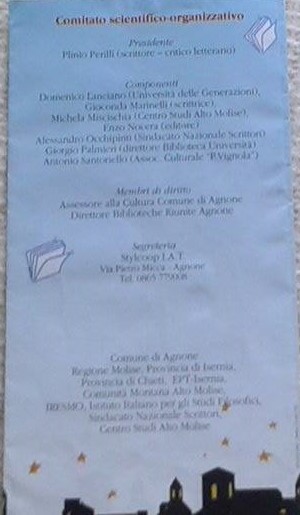 Comitato scientifico-organizzativo
Presidente
Plinio Perilli (scrittore - critico letterario)
Componenti
Domenico Lanciano (Università delle Generazioni),
Gioconda Marinelli (scrittrice),
Michela Miscischia (Centro Studi Alto Molise),
Enzo Nocera (editore)
Alessandro Occhipinti (Sindacato Nazionale Scrittori)
Giorgio Palmieri (direttore Biblioteca Università)
Antonio Santoriello (Assoc. Culturale "P.Vignola")
Membri di diritto
Assessore alla Cultura Comune di Agnone
Direttore Biblioteche Riunite Agnone
Segreteria
Stylcoop I.A.T.
Via Pietro Micca - Agnone
Tel. 0865 779008
Comune di Agnone
Regione Molise, Provincia di Isernia,
Provincia di Chieti, EPT-Isernia,
Comunità Montana Alto Molise,
IRESMO, Istituto Italiano per gli Studi Filosofici,
Sindacato Nazionale Scrittori,
Centro Studi Alto Molise